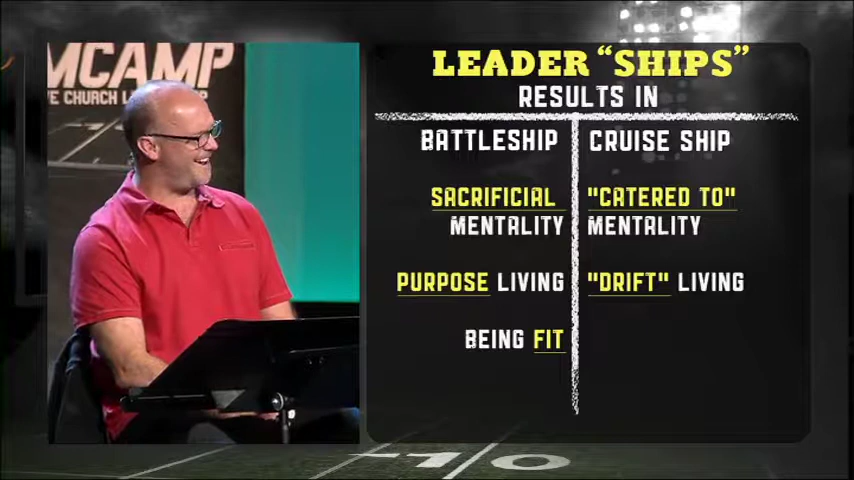 MCAMP
VE CHURCH L
LEADER “SHIPS”
RESULTS IN
BATTLESHIP
CRUISE SHIP
SACRIFICIAL
MENTALITY
"CATERED TO"
MENTALITY
PURPOSE LIVING
"DRIFT" LIVING
BEING FIT
10